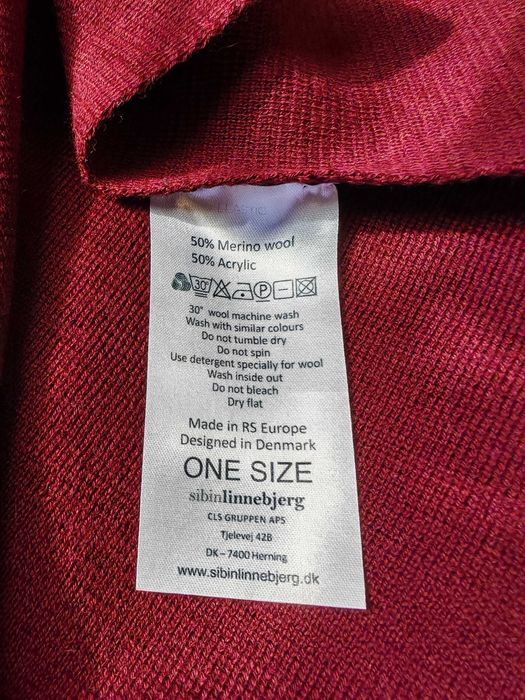 50% Merino wool
50% Acrylic
30°
P
30° wool machine wash
Wash with similar colours
Do not tumble dry
Do not spin
Use detergent specially for wool
Wash inside out
Do not bleach
Dry flat
Made in RS Europe
Designed in Denmark
ONE SIZE
sibinlinnebjerg
CLS GRUPPEN APS
Tjelevej 42B
DK – 7400 Herning
www.sibinlinnebjerg.dk